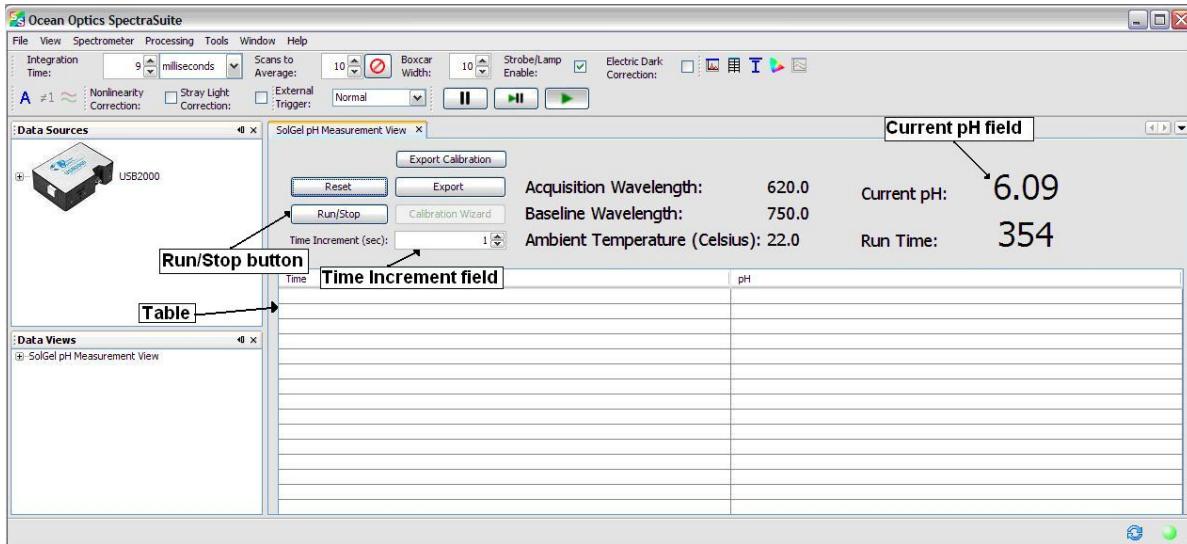 Ocean Optics SpectraSuite
File View Spectrometer Processing Tools Window Help
Integration Time: 9 milliseconds Scans to Average: 10 Boxcar Width: 10 Strobe/Lamp Enable: Electric Dark Correction:
A ≠1 Nonlinearity Correction: Stray Light Correction: External Trigger: Normal
Data Sources
USB2000
SolGel pH Measurement View
Current pH field
Export Calibration
Reset Export Acquisition Wavelength: 620.0 Current pH: 6.09
Run/Stop Calibration Wizard Baseline Wavelength: 750.0
Time Increment (sec): 1 Ambient Temperature (Celsius): 22.0 Run Time: 354
Run/Stop button
Time Increment field
Time pH
Table
Data Views
SolGel pH Measurement View